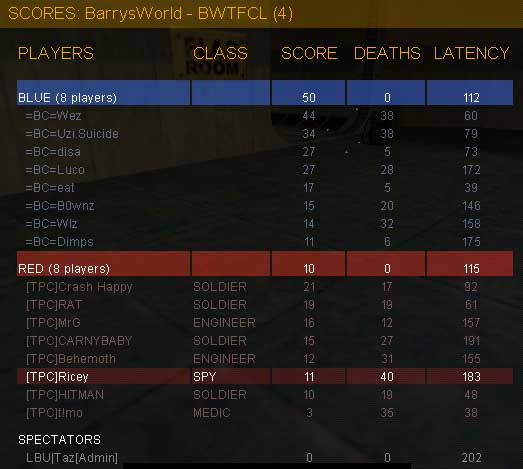 SCORES: BarrysWorld - BWTFCL (4)
PLAYERS CLASS SCORE DEATHS LATENCY
BLUE (8 players) 50 0 112
=BC=Wez 44 38 60
=BC=Uzi.Suicide 34 38 79
=BC=disa 27 5 73
=BC=Luco 27 28 172
=BC=eat 17 5 39
=BC=B0wnz 15 20 146
=BC=Wlz 14 32 158
=BC=Dimps 11 6 175
RED (8 players) 10 0 115
[TPC]Crash Happy SOLDIER 21 17 92
[TPC]RAT SOLDIER 19 19 61
[TPC]MrG ENGINEER 16 12 157
[TPC]CARNYBABY SOLDIER 15 27 191
[TPC]Behemoth ENGINEER 12 31 155
[TPC]Ricey SPY 11 40 183
[TPC]HITMAN SOLDIER 10 19 48
[TPC]t!mo MEDIC 3 35 38
SPECTATORS
LBU|Taz[Admin] 0 0 202